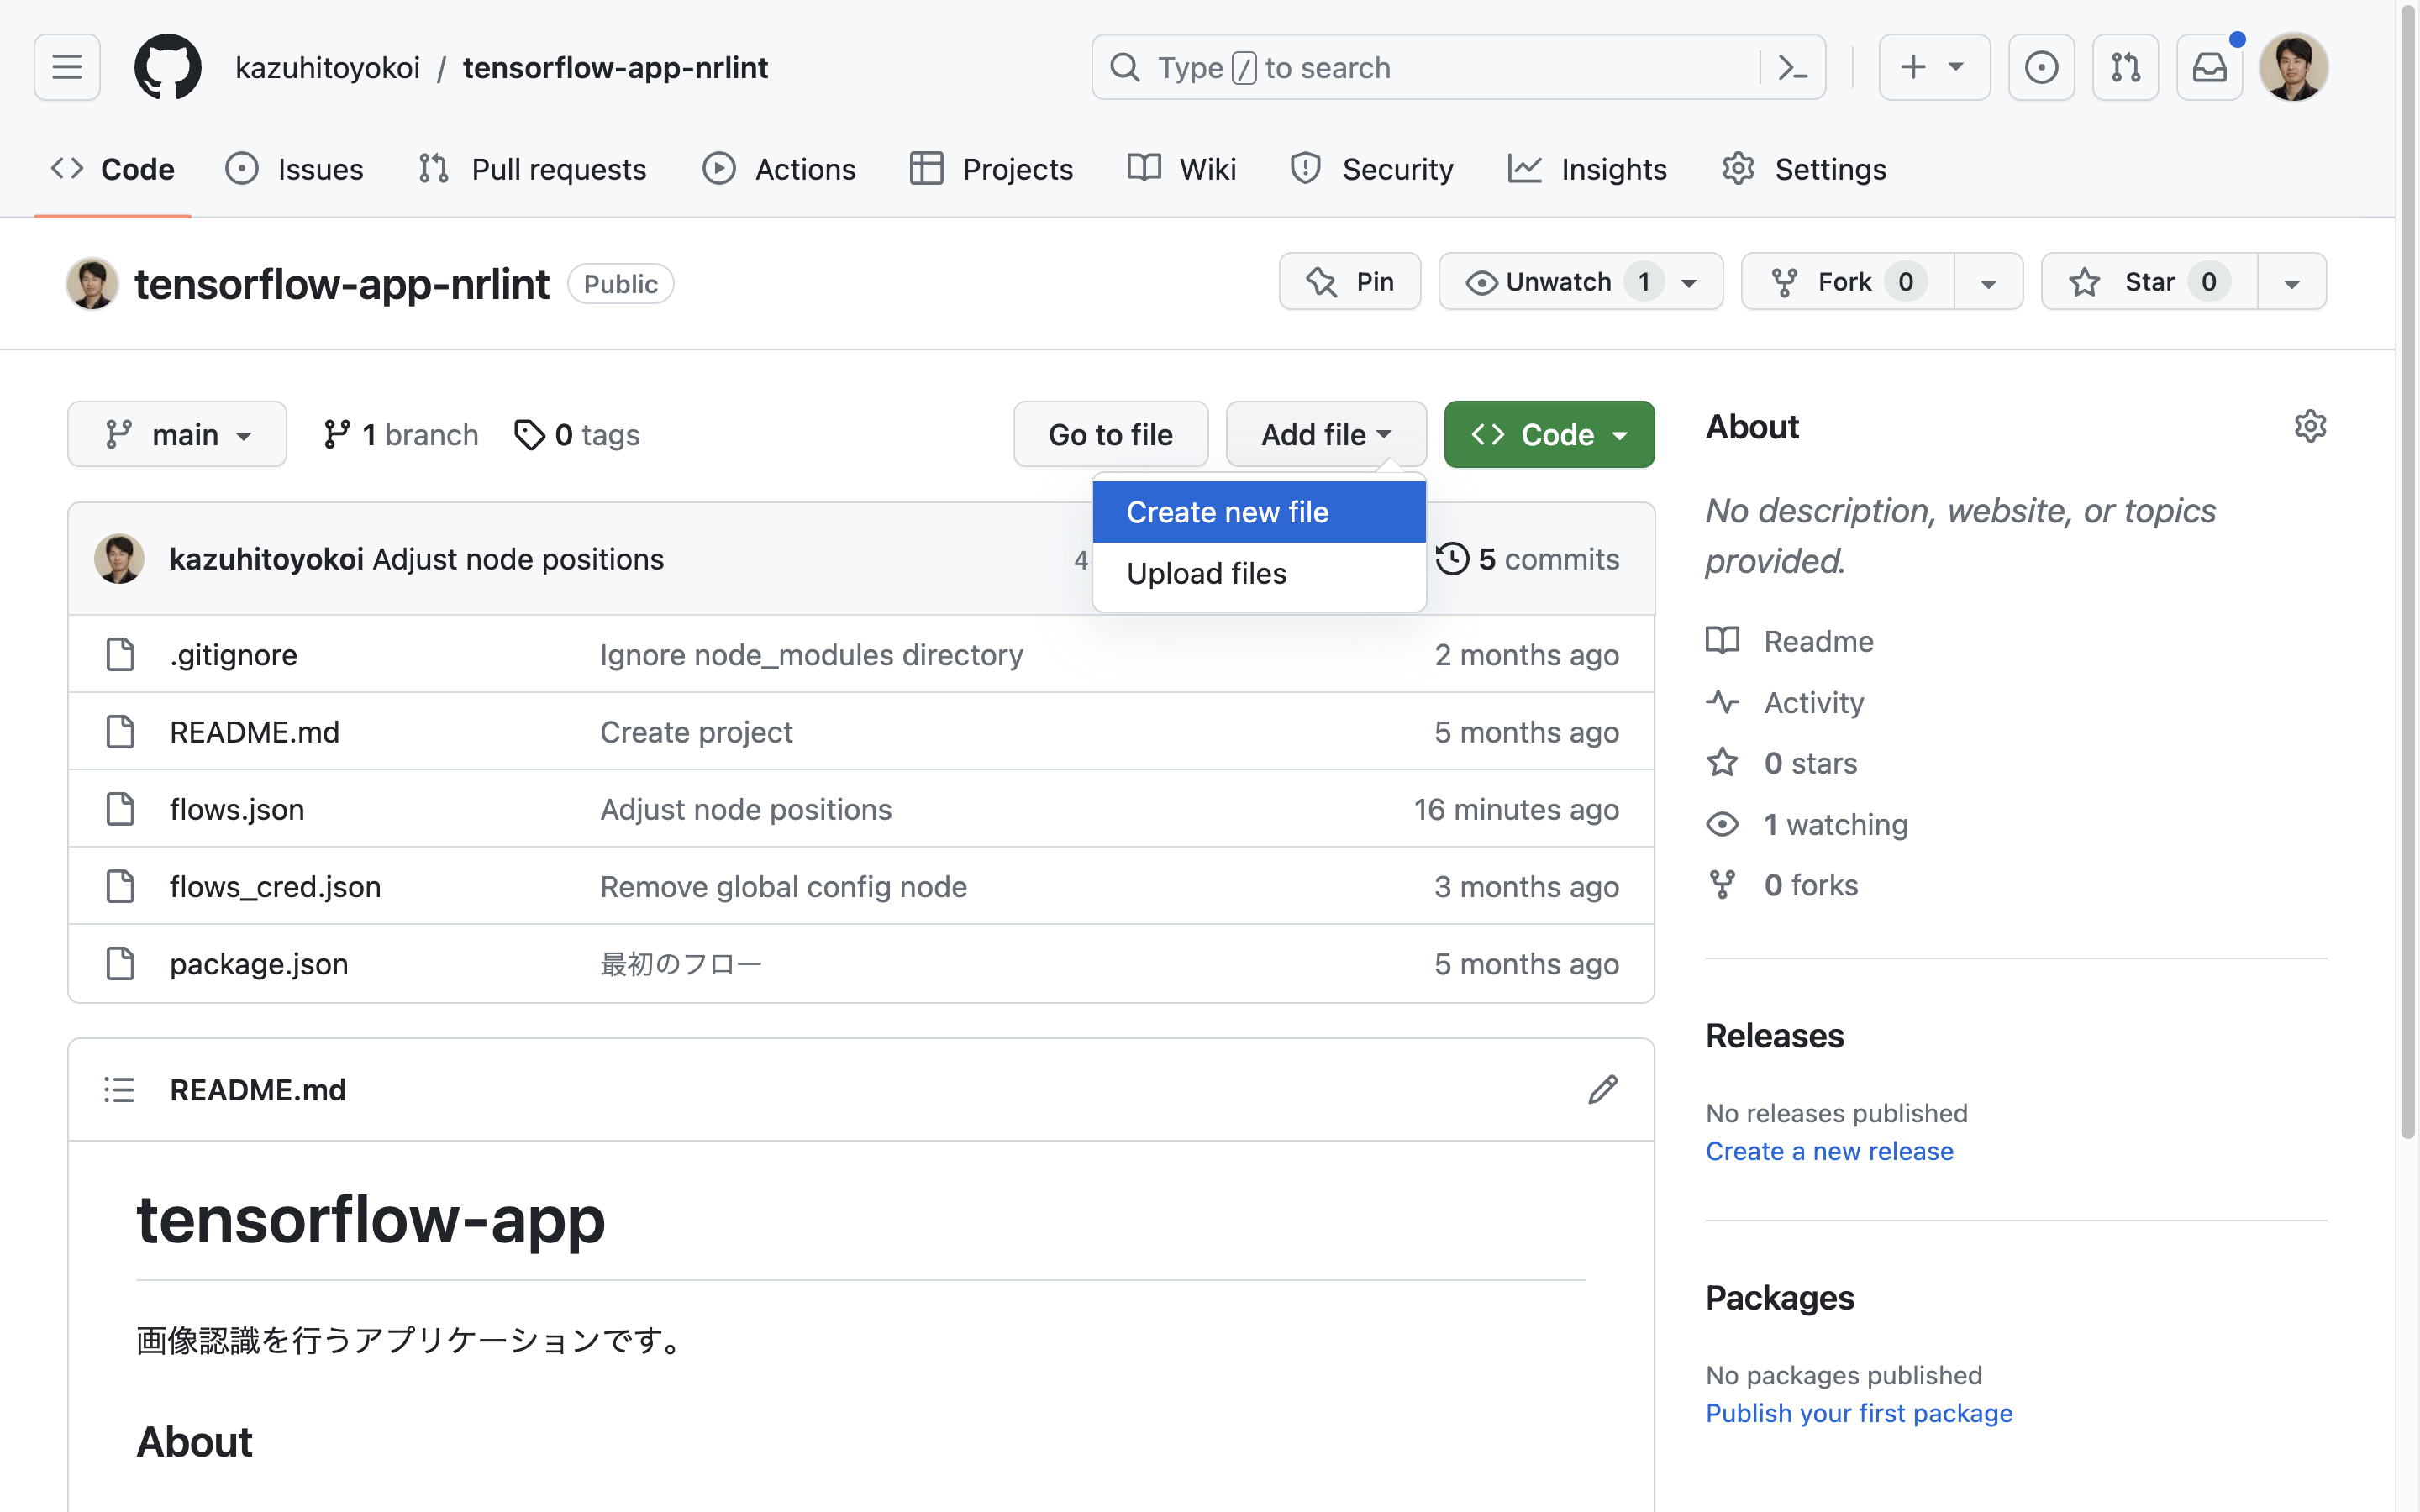 kazuhitoyokoi / tensorflow-app-nrlint
Type / to search
Code Issues Pull requests Actions Projects Wiki Security Insights Settings
tensorflow-app-nrlint Public
Pin Unwatch 1 Fork 0 Star 0
main 1 branch 0 tags Go to file Add file Code
Create new file
Upload files
kazuhitoyokoi Adjust node positions 4 5 commits
.gitignore Ignore node_modules directory 2 months ago
README.md Create project 5 months ago
flows.json Adjust node positions 16 minutes ago
flows_cred.json Remove global config node 3 months ago
package.json 最初のフロー 5 months ago
README.md
tensorflow-app
画像認識を行うアプリケーションです。
About
About
No description, website, or topics
provided.
Readme
Activity
0 stars
1 watching
0 forks
Releases
No releases published
Create a new release
Packages
No packages published
Publish your first package